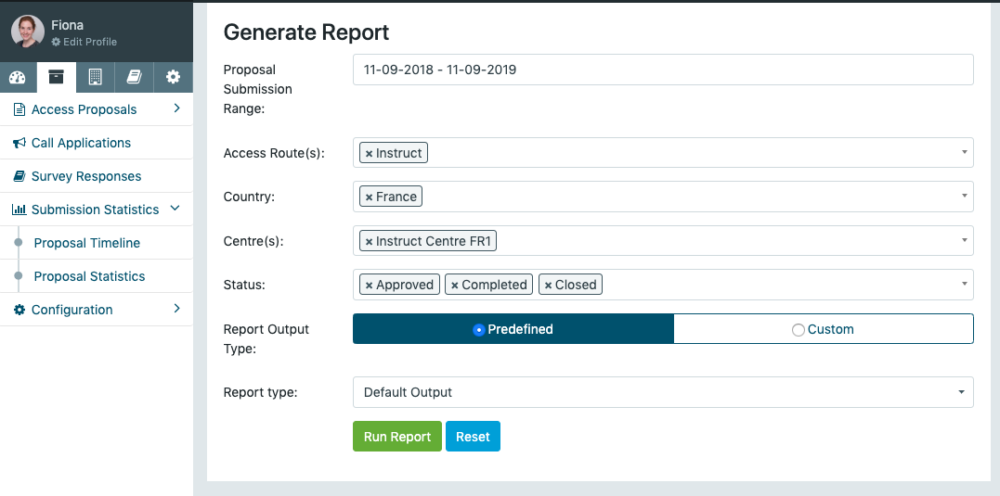 Fiona
Edit Profile
Access Proposals
Call Applications
Survey Responses
Submission Statistics
Proposal Timeline
Proposal Statistics
Configuration
Generate Report
Proposal
Submission
Range:
11-09-2018 - 11-09-2019
Access Route(s):
× Instruct
Country:
× France
Centre(s):
× Instruct Centre FR1
Status:
× Approved × Completed × Closed
Report Output
Type:
Predefined Custom
Report type:
Default Output
Run Report Reset